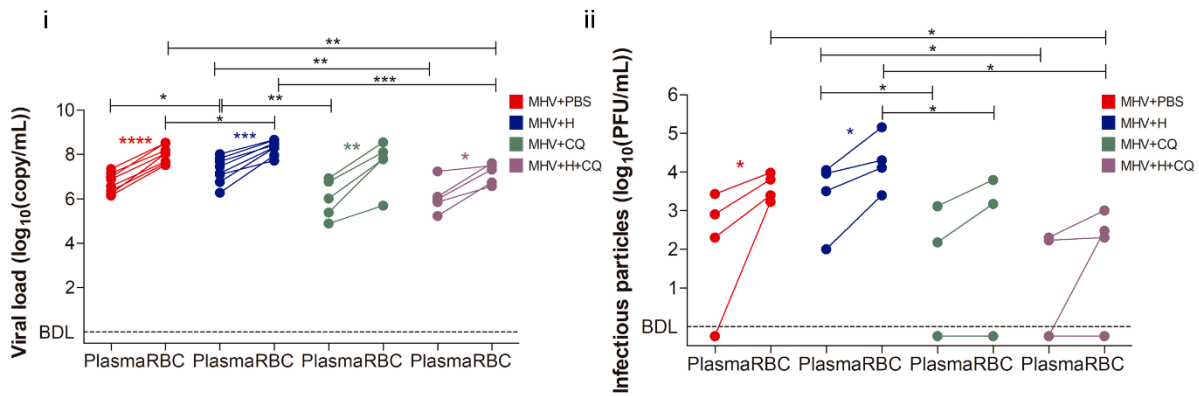 i
**
**
***
*
**
*
Viral load (log10(copy/mL))
10
8
6
4
2
BDL
****
***
**
*
PlasmaRBC PlasmaRBC PlasmaRBC PlasmaRBC
MHV+PBS
MHV+H
MHV+CQ
MHV+H+CQ
ii
*
*
*
*
*
Infectious particles (log10(PFU/mL))
6
5
4
3
2
1
BDL
*
*
PlasmaRBC PlasmaRBC PlasmaRBC PlasmaRBC
MHV+PBS
MHV+H
MHV+CQ
MHV+H+CQ